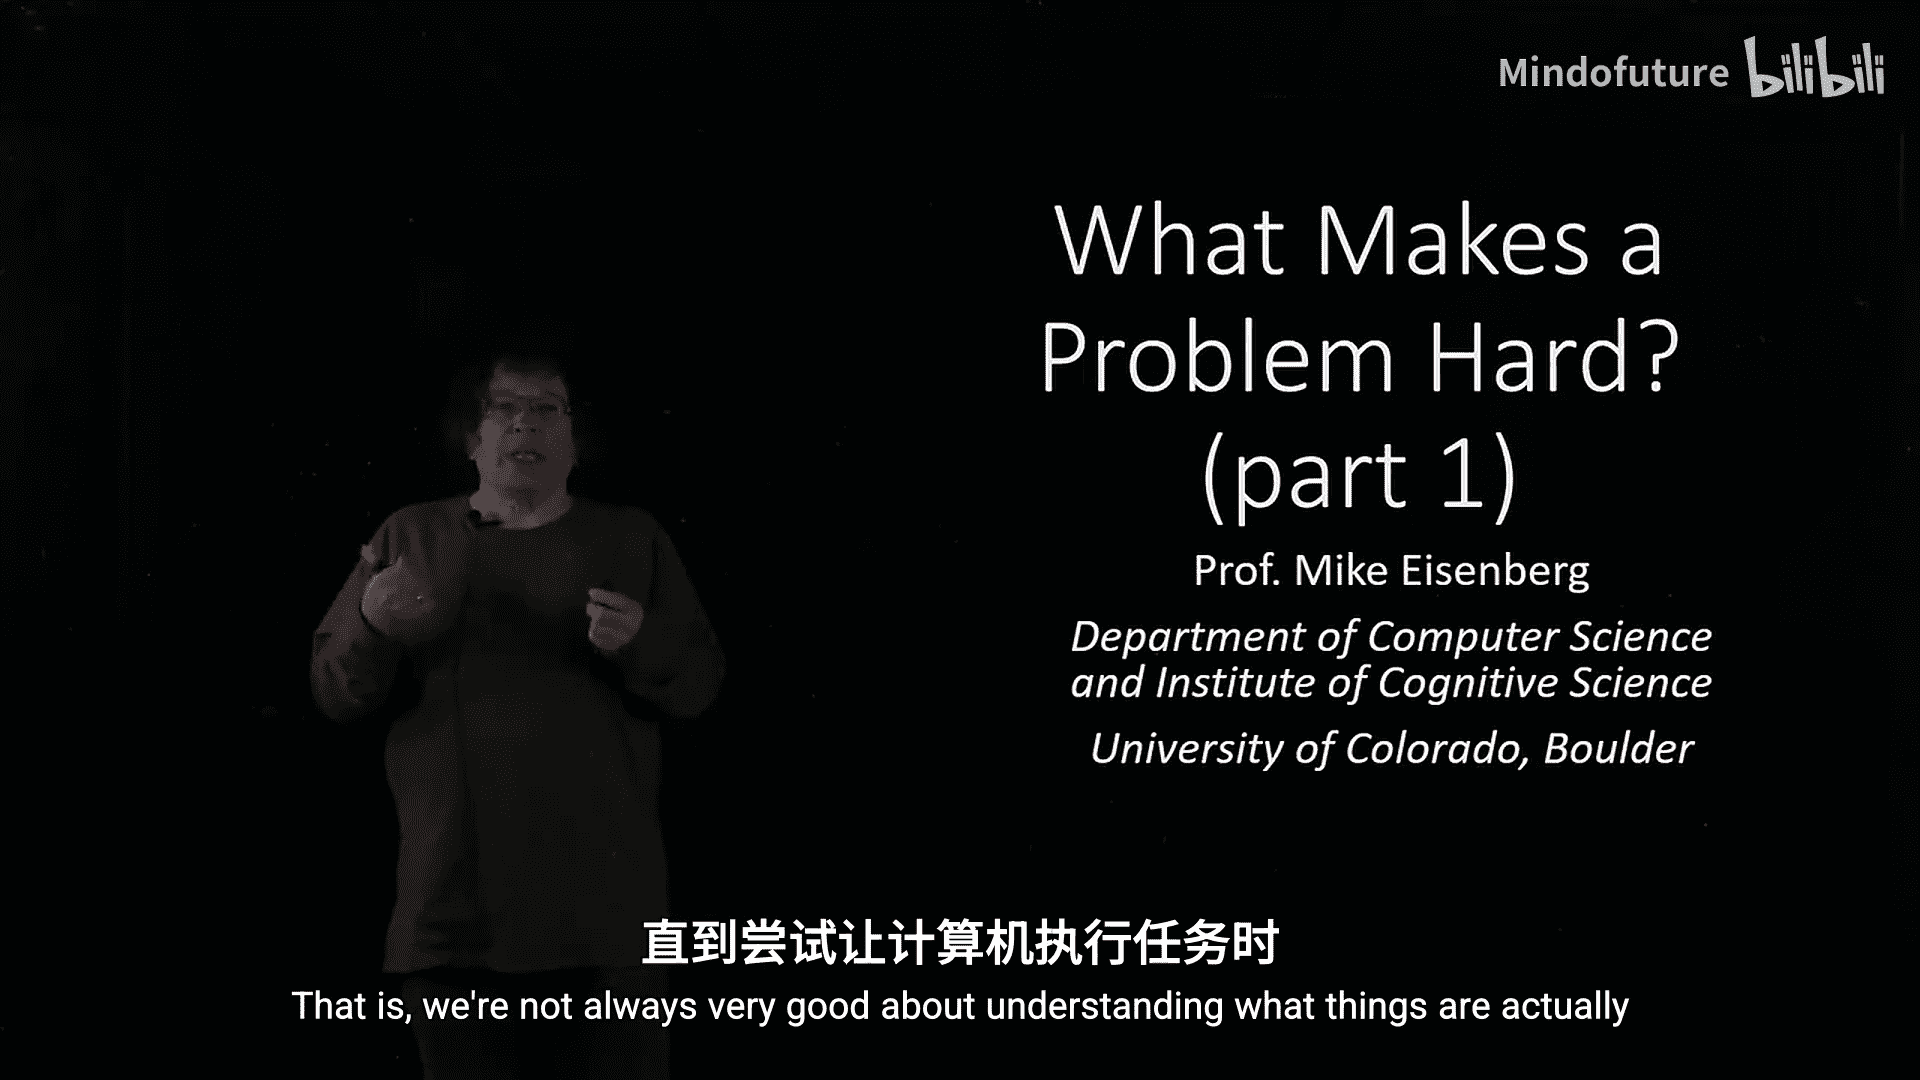 Mindofuture bilibili
What Makes a
Problem Hard?
(part 1)
Prof. Mike Eisenberg
Department of Computer Science
and Institute of Cognitive Science
University of Colorado, Boulder
直到尝试让计算机执行任务时
That is, we're not always very good about understanding what things are actually